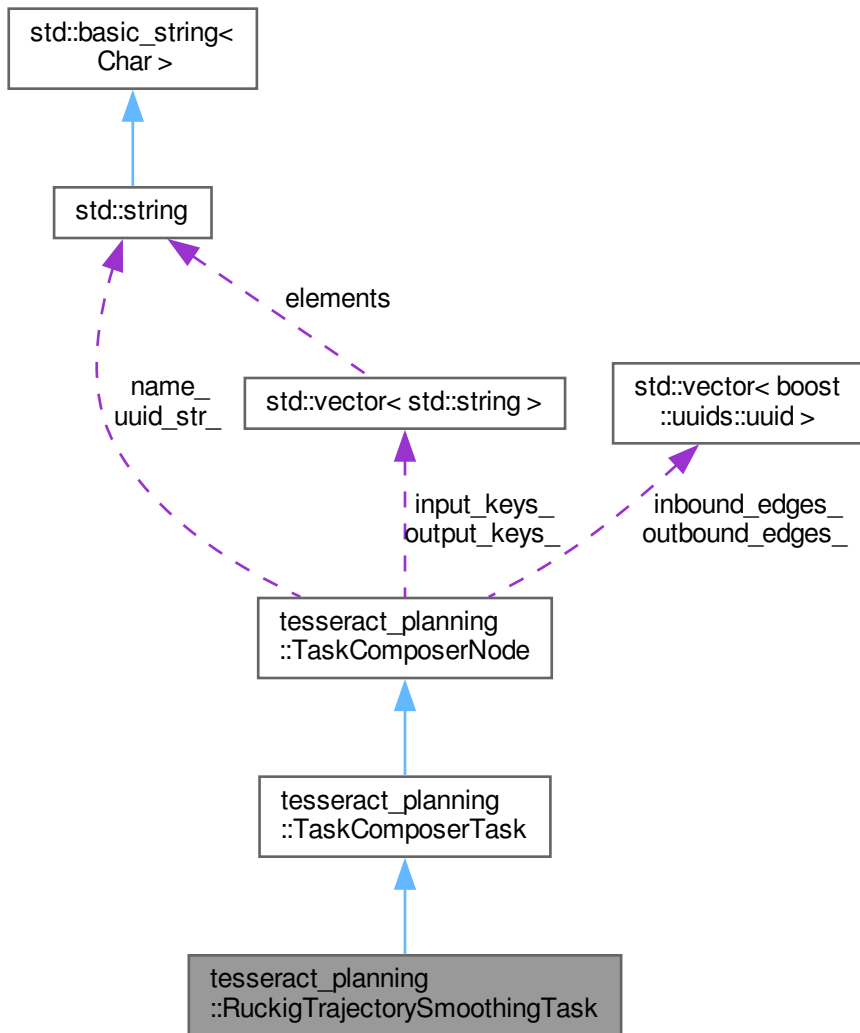 std::basic_string<
Char >
std::string
elements
name_
uuid_str_
std::vector< std::string >
std::vector< boost
::uuids::uuid >
input_keys_
output_keys_
inbound_edges_
outbound_edges_
tesseract_planning
::TaskComposerNode
tesseract_planning
::TaskComposerTask
tesseract_planning
::RuckigTrajectorySmoothingTask